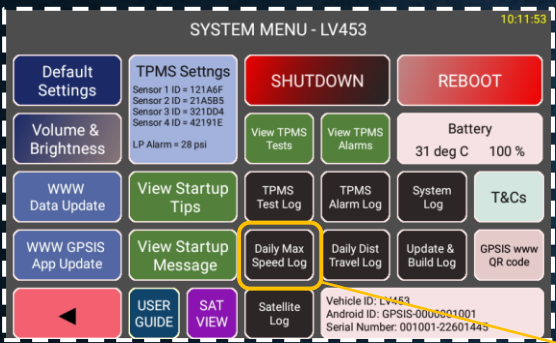 SYSTEM MENU - LV453
10:11:53
Default
Settings
TPMS Settngs
Sensor 1 ID = 121A6F
Sensor 2 ID = 21A5B5
Sensor 3 ID = 321DD4
Sensor 4 ID = 42191E
LP Alarm = 28 psi
SHUTDOWN
REBOOT
Volume &
Brightness
View TPMS
Tests
View TPMS
Alarms
Battery
31 deg C 100 %
WWW
Data Update
View Startup
Tips
TPMS
Test Log
TPMS
Alarm Log
System
Log
T&Cs
WWW GPSIS
App Update
View Startup
Message
Daily Max
Speed Log
Daily Dist
Travel Log
Update &
Build Log
GPSIS www
QR code
USER
GUIDE
SAT
VIEW
Satellite
Log
Vehicle ID: LV453
Android ID: GPSIS-0000001001
Serial Number: 001001-22601445